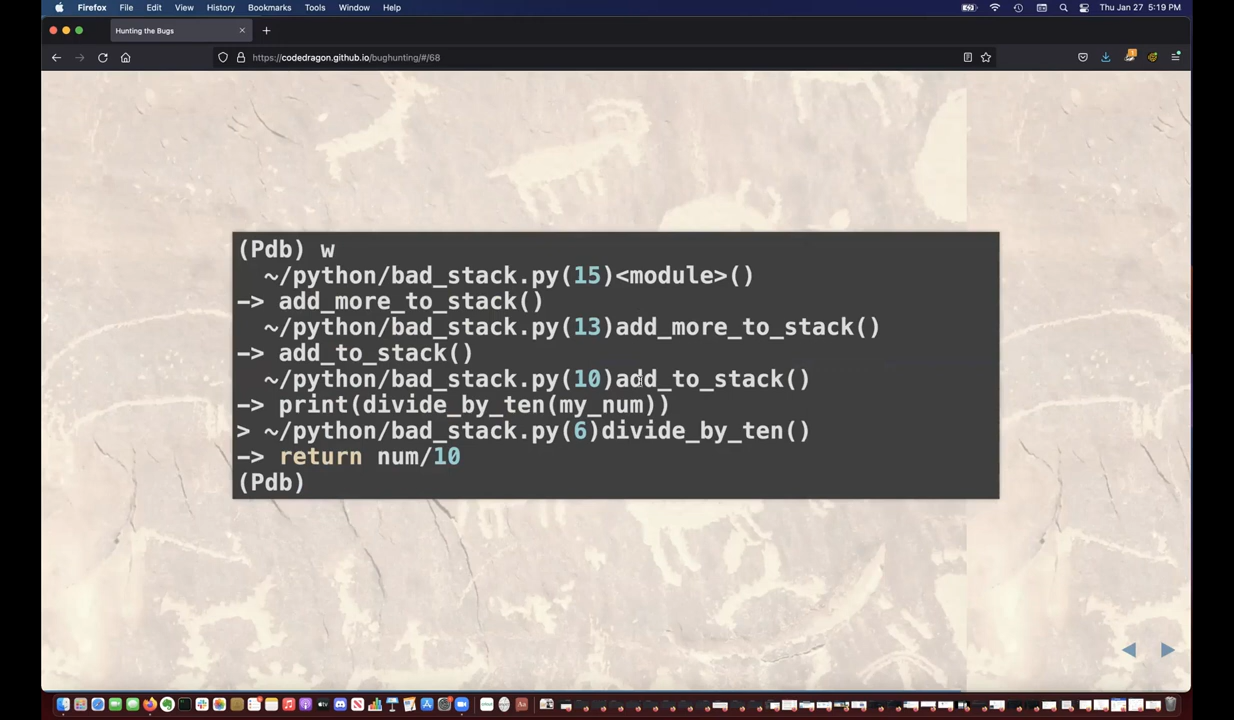 Firefox File Edit View History Bookmarks Tools Window Help
Thu Jan 27 5:19 PM
Hunting the Bugs
https://codedragon.github.io/bughunting/#/68
(Pdb) w
~/python/bad_stack.py(15)<module>()
-> add_more_to_stack()
~/python/bad_stack.py(13)add_more_to_stack()
-> add_to_stack()
~/python/bad_stack.py(10)add_to_stack()
-> print(divide_by_ten(my_num))
> ~/python/bad_stack.py(6)divide_by_ten()
-> return num/10
(Pdb)